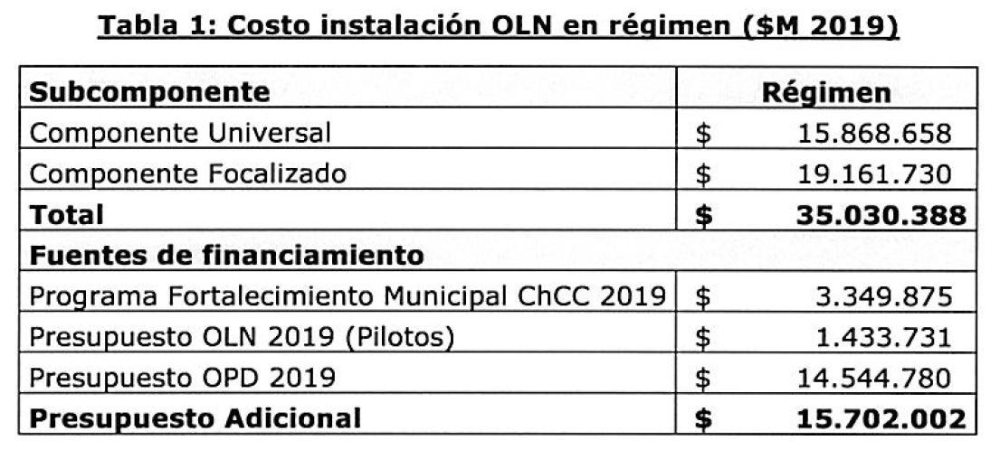 Tabla 1: Costo instalación OLN en régimen ($M 2019)
Subcomponente Régimen
Componente Universal $ 15.868.658
Componente Focalizado $ 19.161.730
Total $ 35.030.388
Fuentes de financiamiento
Programa Fortalecimiento Municipal ChCC 2019 $ 3.349.875
Presupuesto OLN 2019 (Pilotos) $ 1.433.731
Presupuesto OPD 2019 $ 14.544.780
Presupuesto Adicional $ 15.702.002